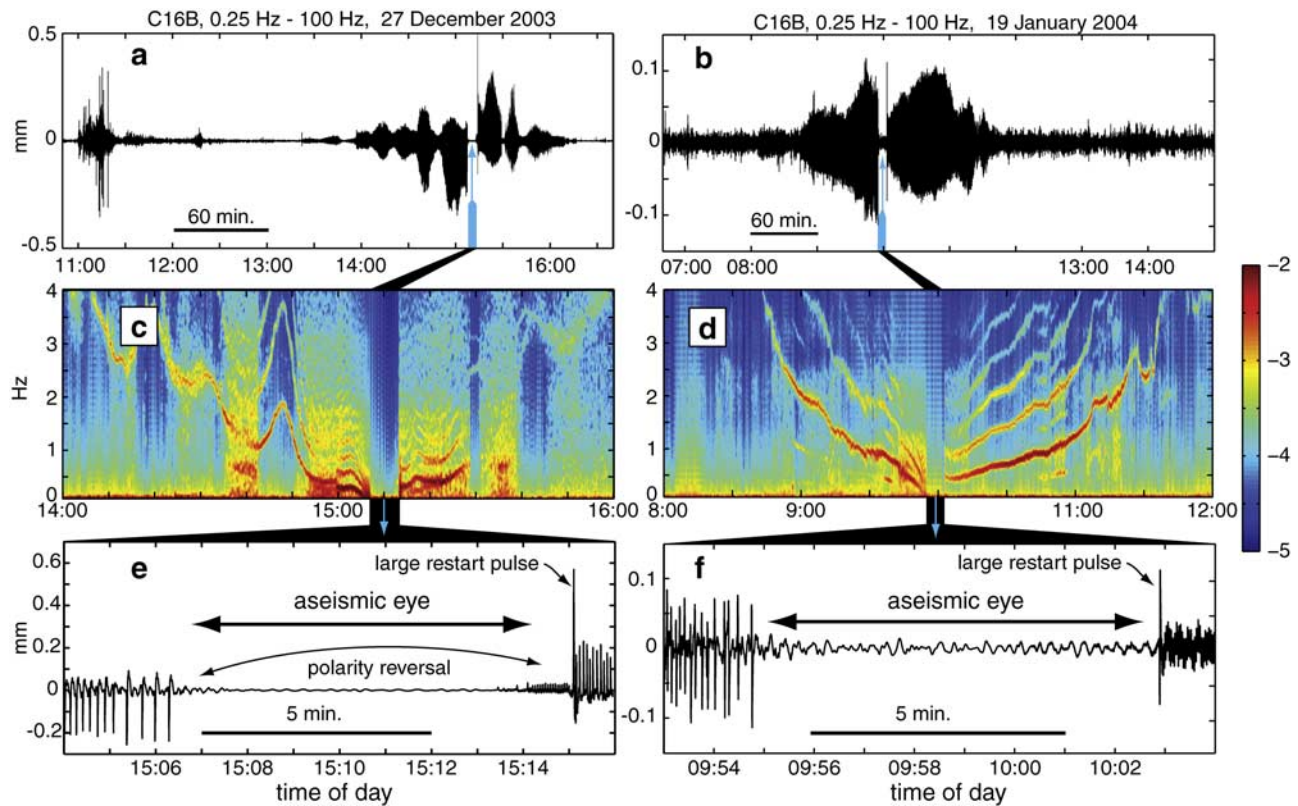 C16B, 0.25 Hz - 100 Hz, 27 December 2003
C16B, 0.25 Hz - 100 Hz, 19 January 2004
a
0.5
0
-0.5
mm
60 min.
11:00 12:00 13:00 14:00 16:00
b
0.1
0
-0.1
60 min.
07:00 08:00 13:00 14:00
c
4
3
2
1
0
Hz
14:00 15:00 16:00
d
4
3
2
1
0
8:00 9:00 11:00 12:00
-2
-3
-4
-5
e
0.6
0.4
0.2
0
-0.2
mm
large restart pulse
aseismic eye
polarity reversal
5 min.
15:06 15:08 15:10 15:12 15:14
time of day
f
0.1
0
-0.1
large restart pulse
aseismic eye
5 min.
09:54 09:56 09:58 10:00 10:02
time of day